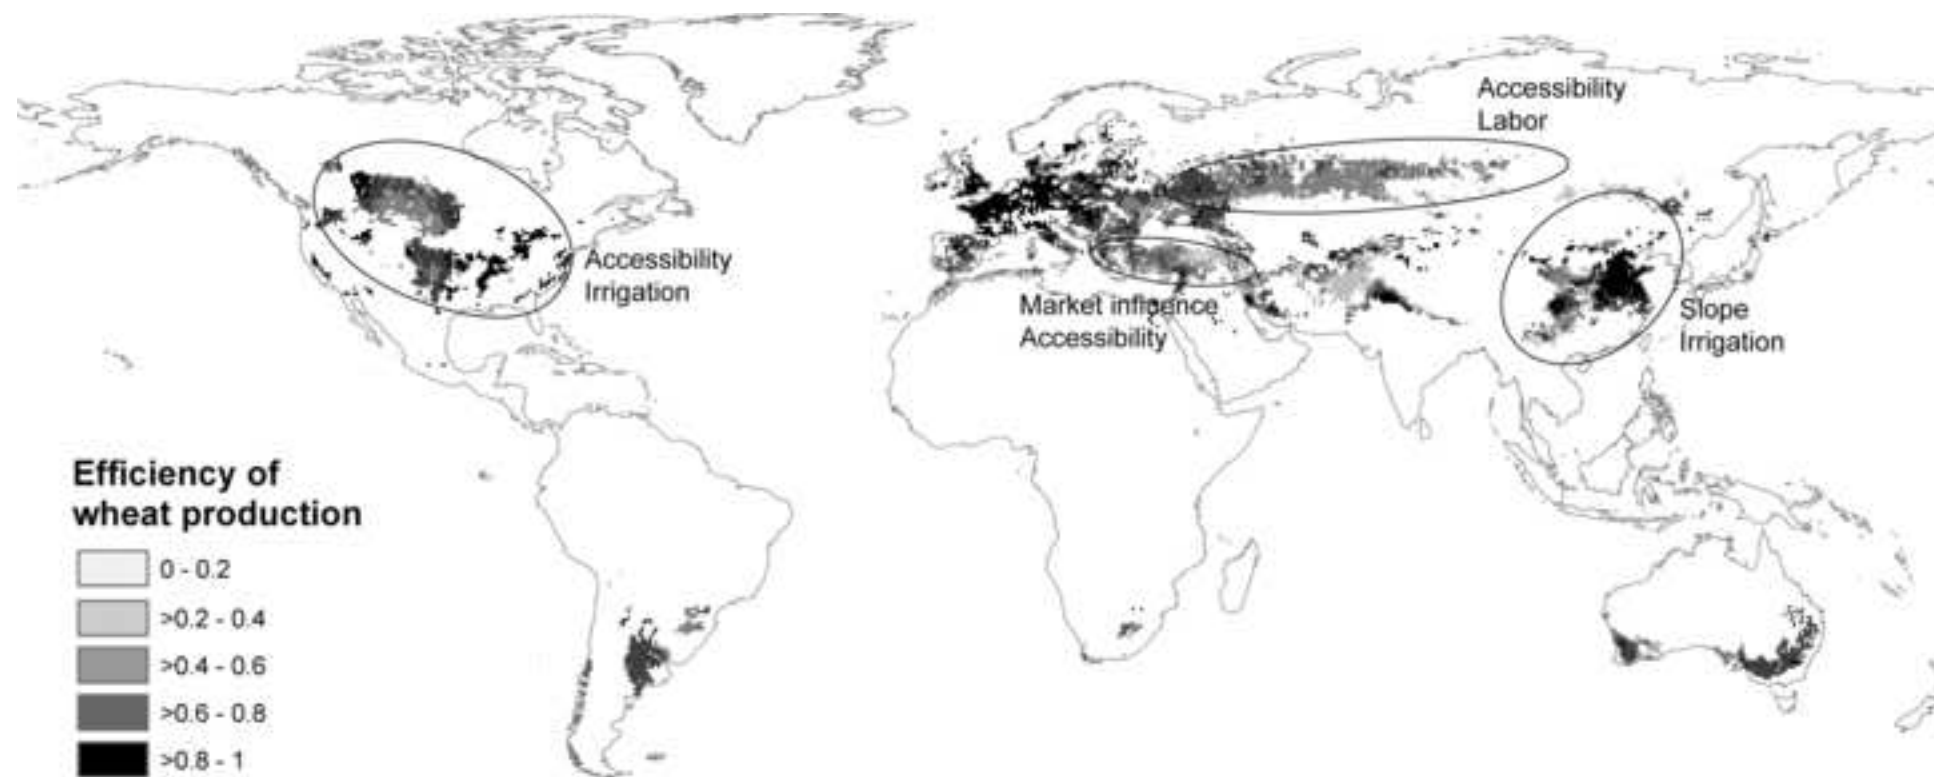 Accessibility
Labor
Accessibility
Irrigation
Market influence
Accessibility
Slope
Irrigation
Efficiency of
wheat production
0 - 0.2
>0.2 - 0.4
>0.4 - 0.6
>0.6 - 0.8
>0.8 - 1